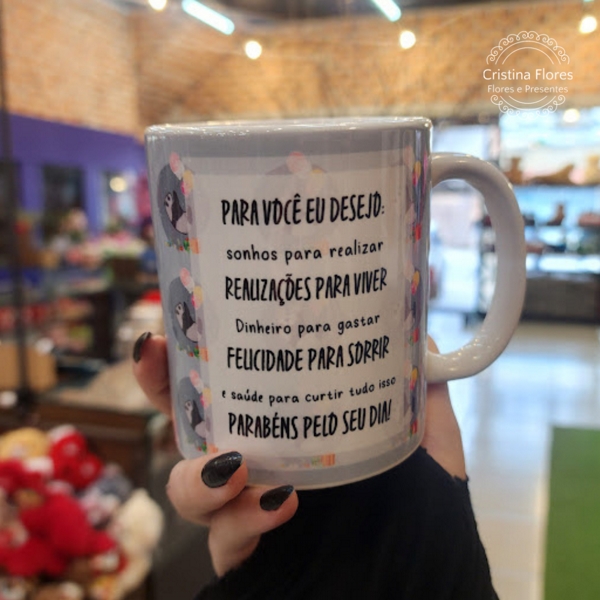 Cristina Flores
Flores e Presentes
PARA VOCÊ EU DESEJO:
sonhos para realizar
REALIZAÇÕES PARA VIVER
Dinheiro para gastar
FELICIDADE PARA SORRIR
e saúde para curtir tudo isso
PARABÉNS PELO SEU DIA!